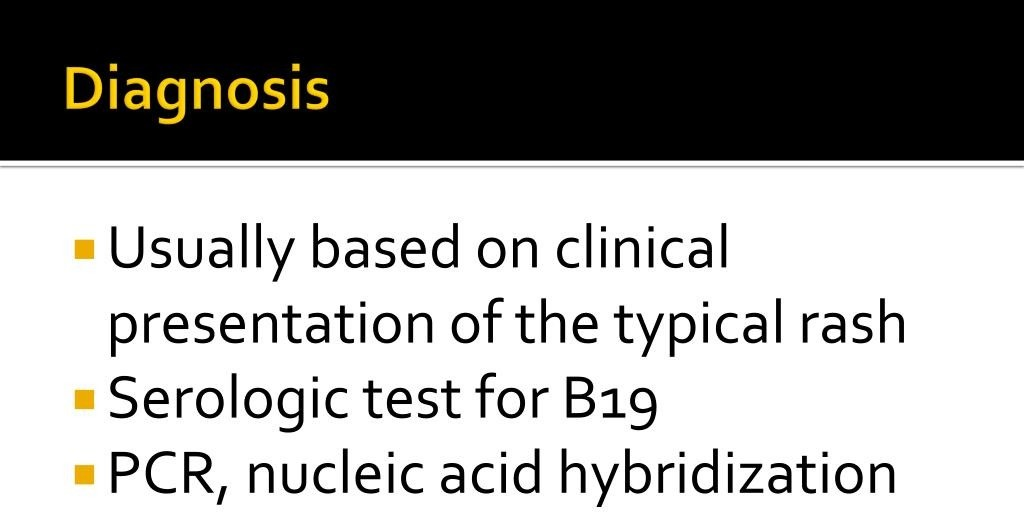 Diagnosis
▪ Usually based on clinical
presentation of the typical rash
▪ Serologic test for B19
▪ PCR, nucleic acid hybridization